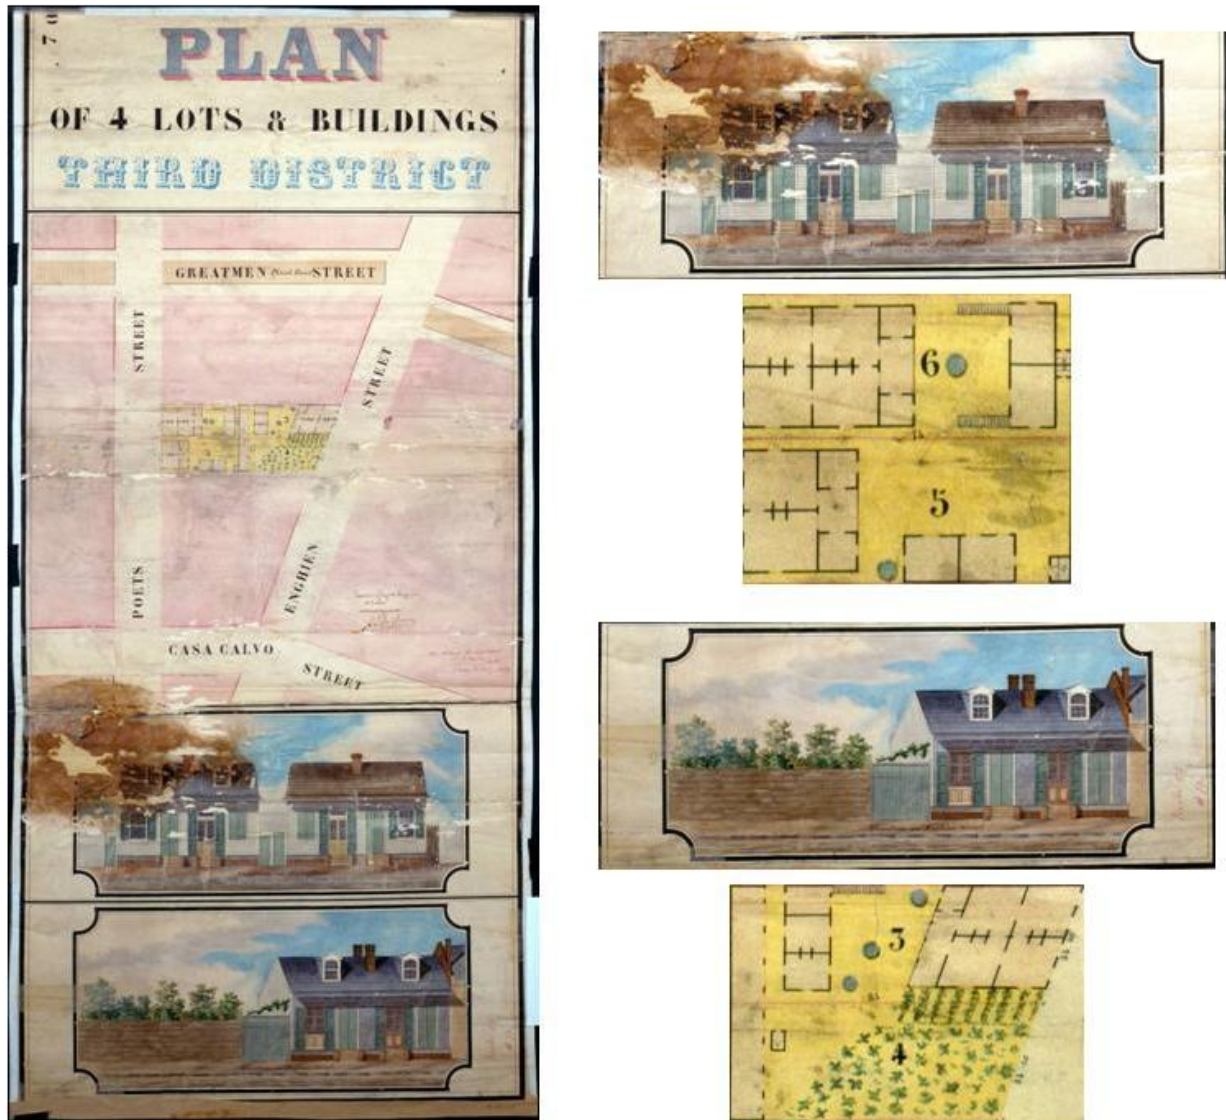 PLAN
OF 4 LOTS & BUILDINGS
THIRD DISTRICT
GREATMEN STREET
STREET
STREET
POETS
ENGHIEN
CASA CALVO
STREET
6
5
3
4